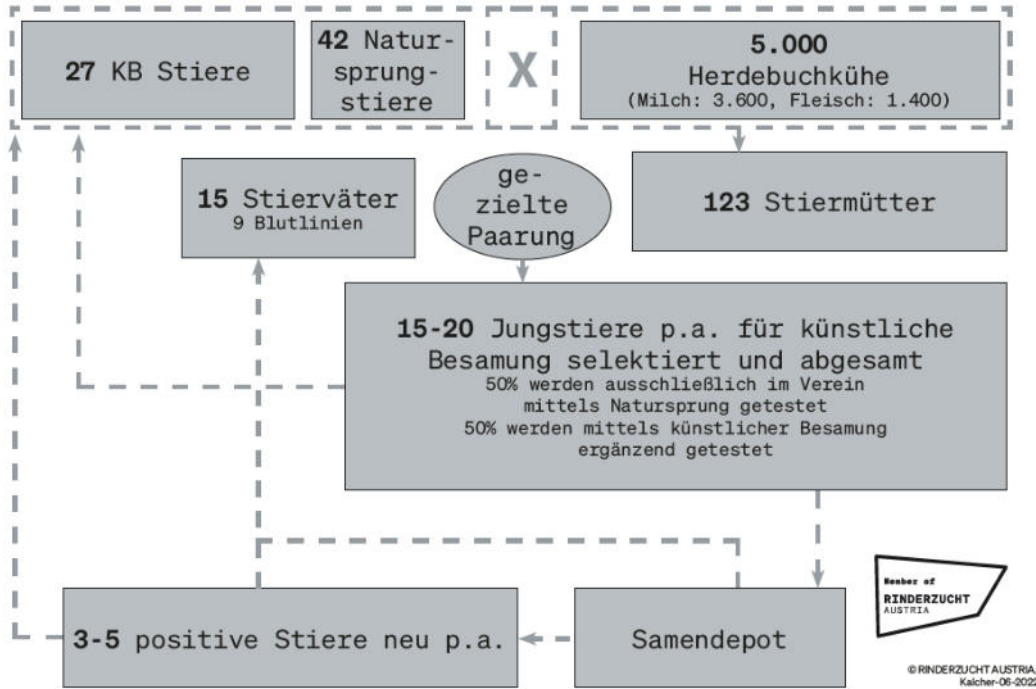 27 KB Stiere
42 Natur-
sprung-
stiere
X
5.000
Herdebuchkühe
(Milch: 3.600, Fleisch: 1.400)
15 Stierväter
9 Blutlinien
ge-
zielte
Paarung
123 Stiermütter
15-20 Jungstiere p.a. für künstliche
Besamung selektiert und abgesamt
50% werden ausschließlich im Verein
mittels Natursprung getestet
50% werden mittels künstlicher Besamung
ergänzend getestet
3-5 positive Stiere neu p.a.
Samendepot
Member of
RINDERZUCHT
AUSTRIA
© RINDERZUCHT AUSTRIA,